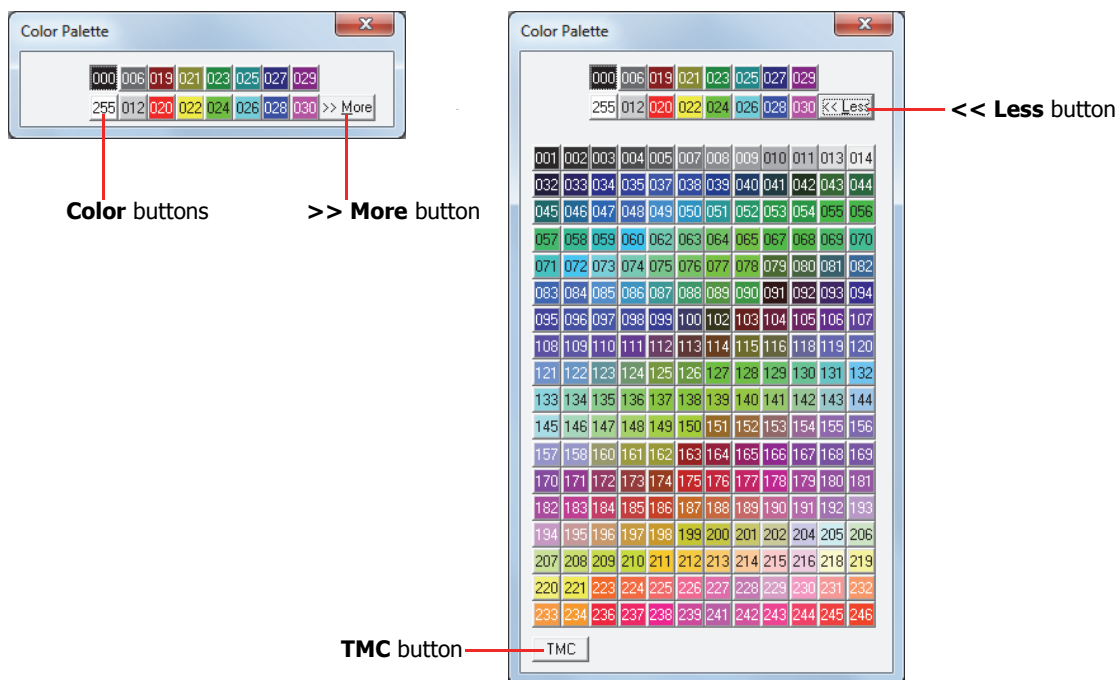 Color Palette
000 006 019 021 023 025 027 029
255 012 020 022 024 026 028 030 >> More
Color buttons
>> More button
Color Palette
000 006 019 021 023 025 027 029
255 012 020 022 024 026 028 030 << Less
<< Less button
001 002 003 004 005 007 008 009 010 011 013 014
032 033 034 035 037 038 039 040 041 042 043 044
045 046 047 048 049 050 051 052 053 054 055 056
057 058 059 060 062 063 064 065 067 068 069 070
071 072 073 074 075 076 077 078 079 080 081 082
083 084 085 086 087 088 089 090 091 092 093 094
095 096 097 098 099 100 102 103 104 105 106 107
108 109 110 111 112 113 114 115 116 118 119 120
121 122 123 124 125 126 127 128 129 130 131 132
133 134 135 136 137 138 139 140 141 142 143 144
145 146 147 148 149 150 151 152 153 154 155 156
157 158 160 161 162 163 164 165 166 167 168 169
170 171 172 173 174 175 176 177 178 179 180 181
182 183 184 185 186 187 188 189 190 191 192 193
194 195 196 197 198 199 200 201 202 204 205 206
207 208 209 210 211 212 213 214 215 216 218 219
220 221 223 224 225 226 227 228 229 230 231 232
233 234 236 237 238 239 241 242 243 244 245 246
TMC button
TMC